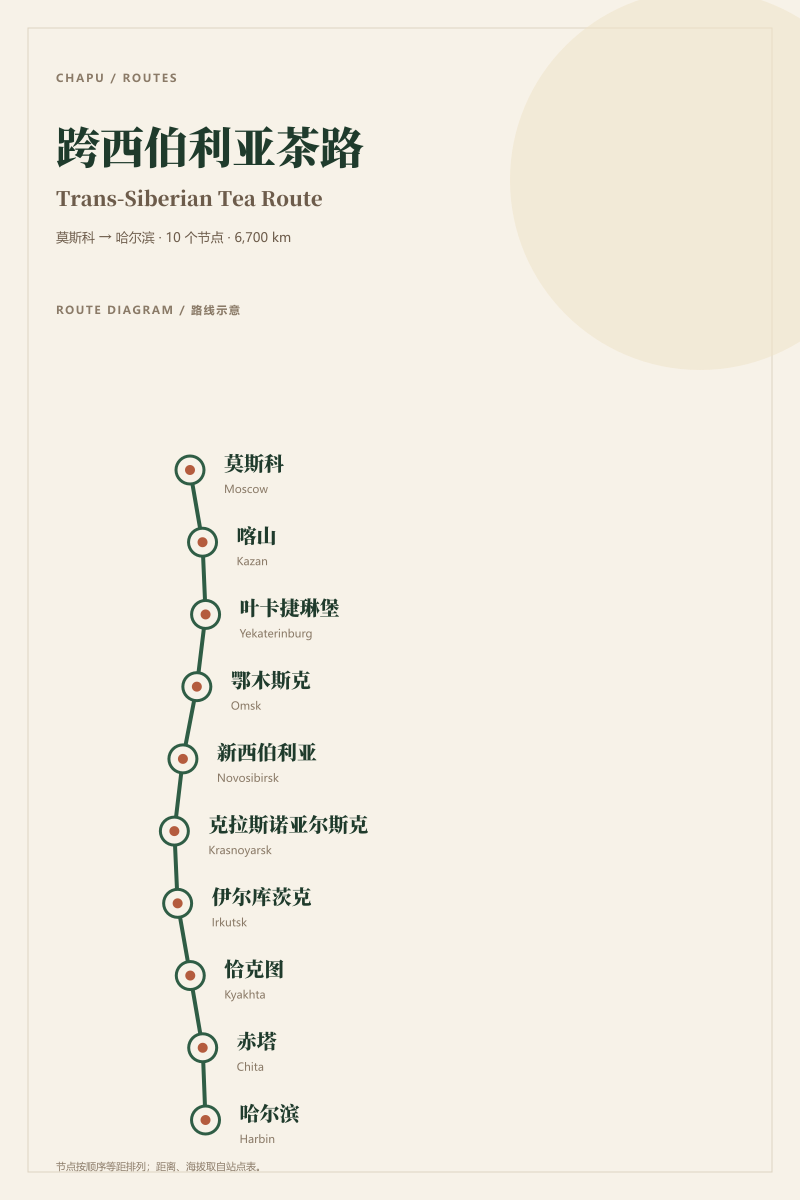 CHAPU / ROUTES
跨西伯利亚茶路
Trans-Siberian Tea Route
莫斯科 → 哈尔滨 · 10 个节点 · 6,700 km
ROUTE DIAGRAM / 路线示意
莫斯科
Moscow
喀山
Kazan
叶卡捷琳堡
Yekaterinburg
鄂木斯克
Omsk
新西伯利亚
Novosibirsk
克拉斯诺亚尔斯克
Krasnoyarsk
伊尔库茨克
Irkutsk
恰克图
Kyakhta
赤塔
Chita
哈尔滨
Harbin
节点按顺序等距排列；距离、海拔取自站点表。